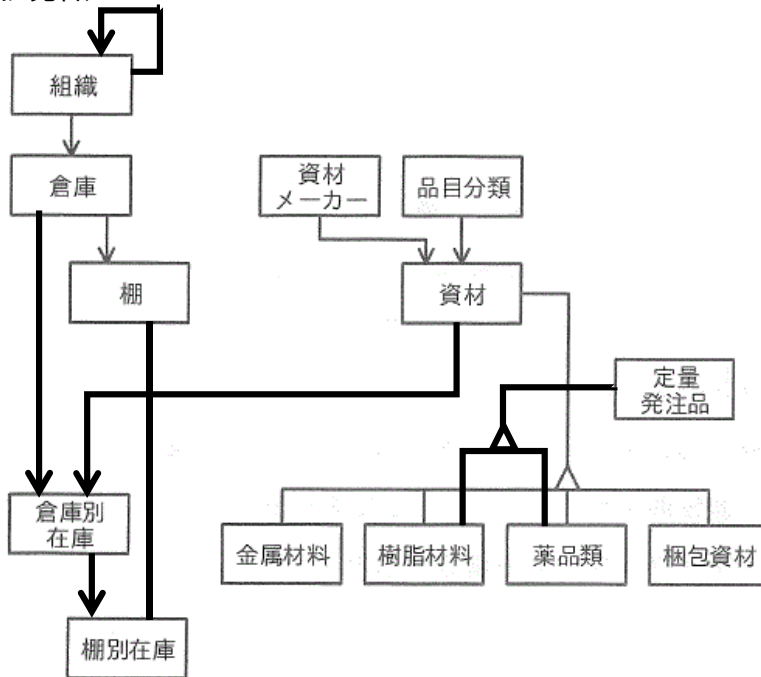 組織
倉庫
資材
メーカー
品目分類
棚
資材
定量
発注品
倉庫別
在庫
金属材料
樹脂材料
薬品類
梱包資材
棚別在庫